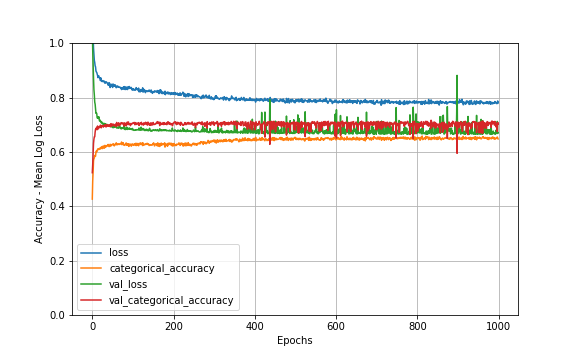 Accuracy - Mean Log Loss
1.0
0.8
0.6
0.4
0.2
0.0
loss
categorical_accuracy
val_loss
val_categorical_accuracy
0 200 400 600 800 1000
Epochs